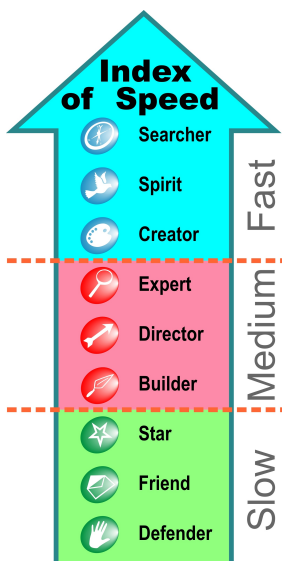 Index
of Speed
Searcher
Spirit
Creator
Fast
Expert
Director
Builder
Medium
Star
Friend
Defender
Slow